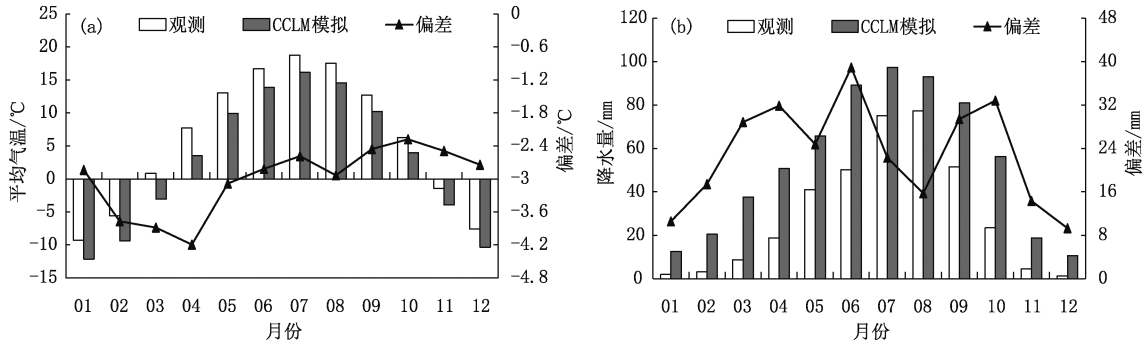 (a) 观测 CCLM模拟 偏差
25 20 15 10 5 0 -5 -10 -15
平均气温/℃
0 -0.6 -1.2 -1.8 -2.4 -3 -3.6 -4.2 -4.8
偏差/℃
01 02 03 04 05 06 07 08 09 10 11 12
月份
(b) 观测 CCLM模拟 偏差
120 100 80 60 40 20 0
降水量/mm
48 40 32 24 16 8 0
偏差/mm
01 02 03 04 05 06 07 08 09 10 11 12
月份